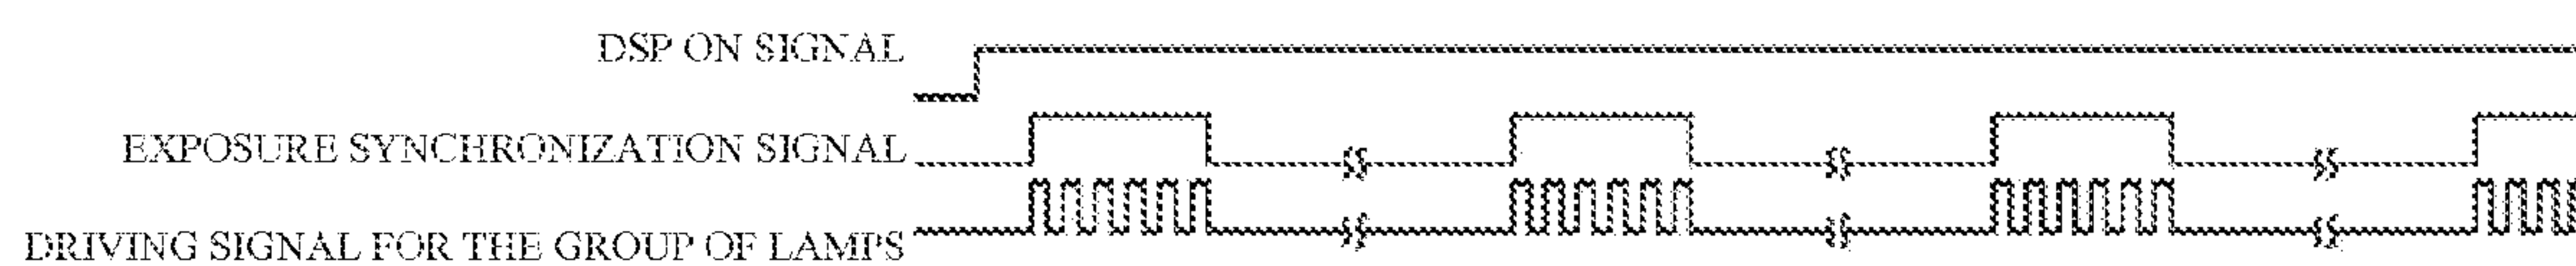 DSP ON SIGNAL
EXPOSURE SYNCHRONIZATION SIGNAL
DRIVING SIGNAL FOR THE GROUP OF LAMPS